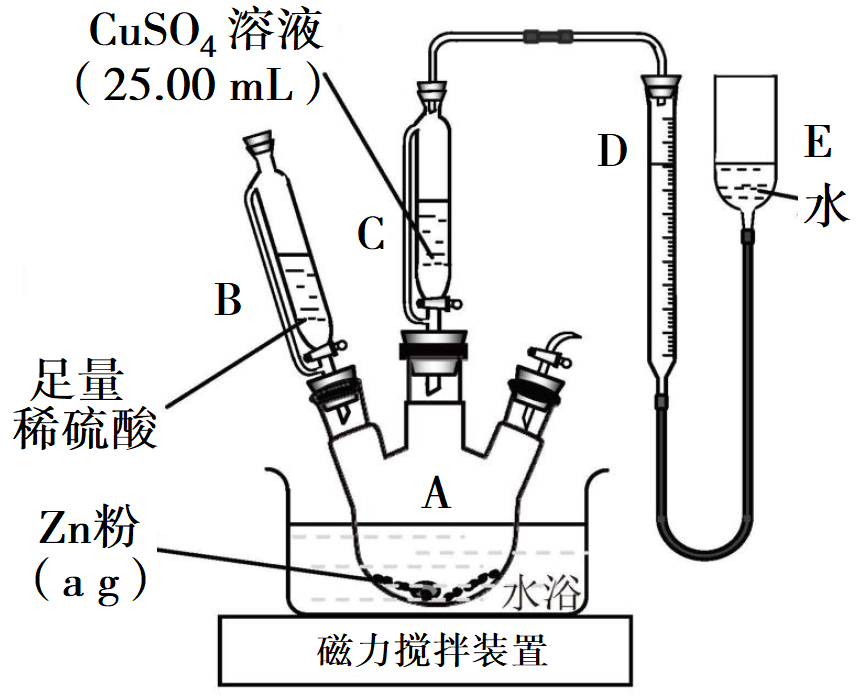 CuSO₄ 溶液
(25.00 mL)
D
E
水
C
B
足量
稀硫酸
A
Zn粉
(a g)
水浴
磁力搅拌装置